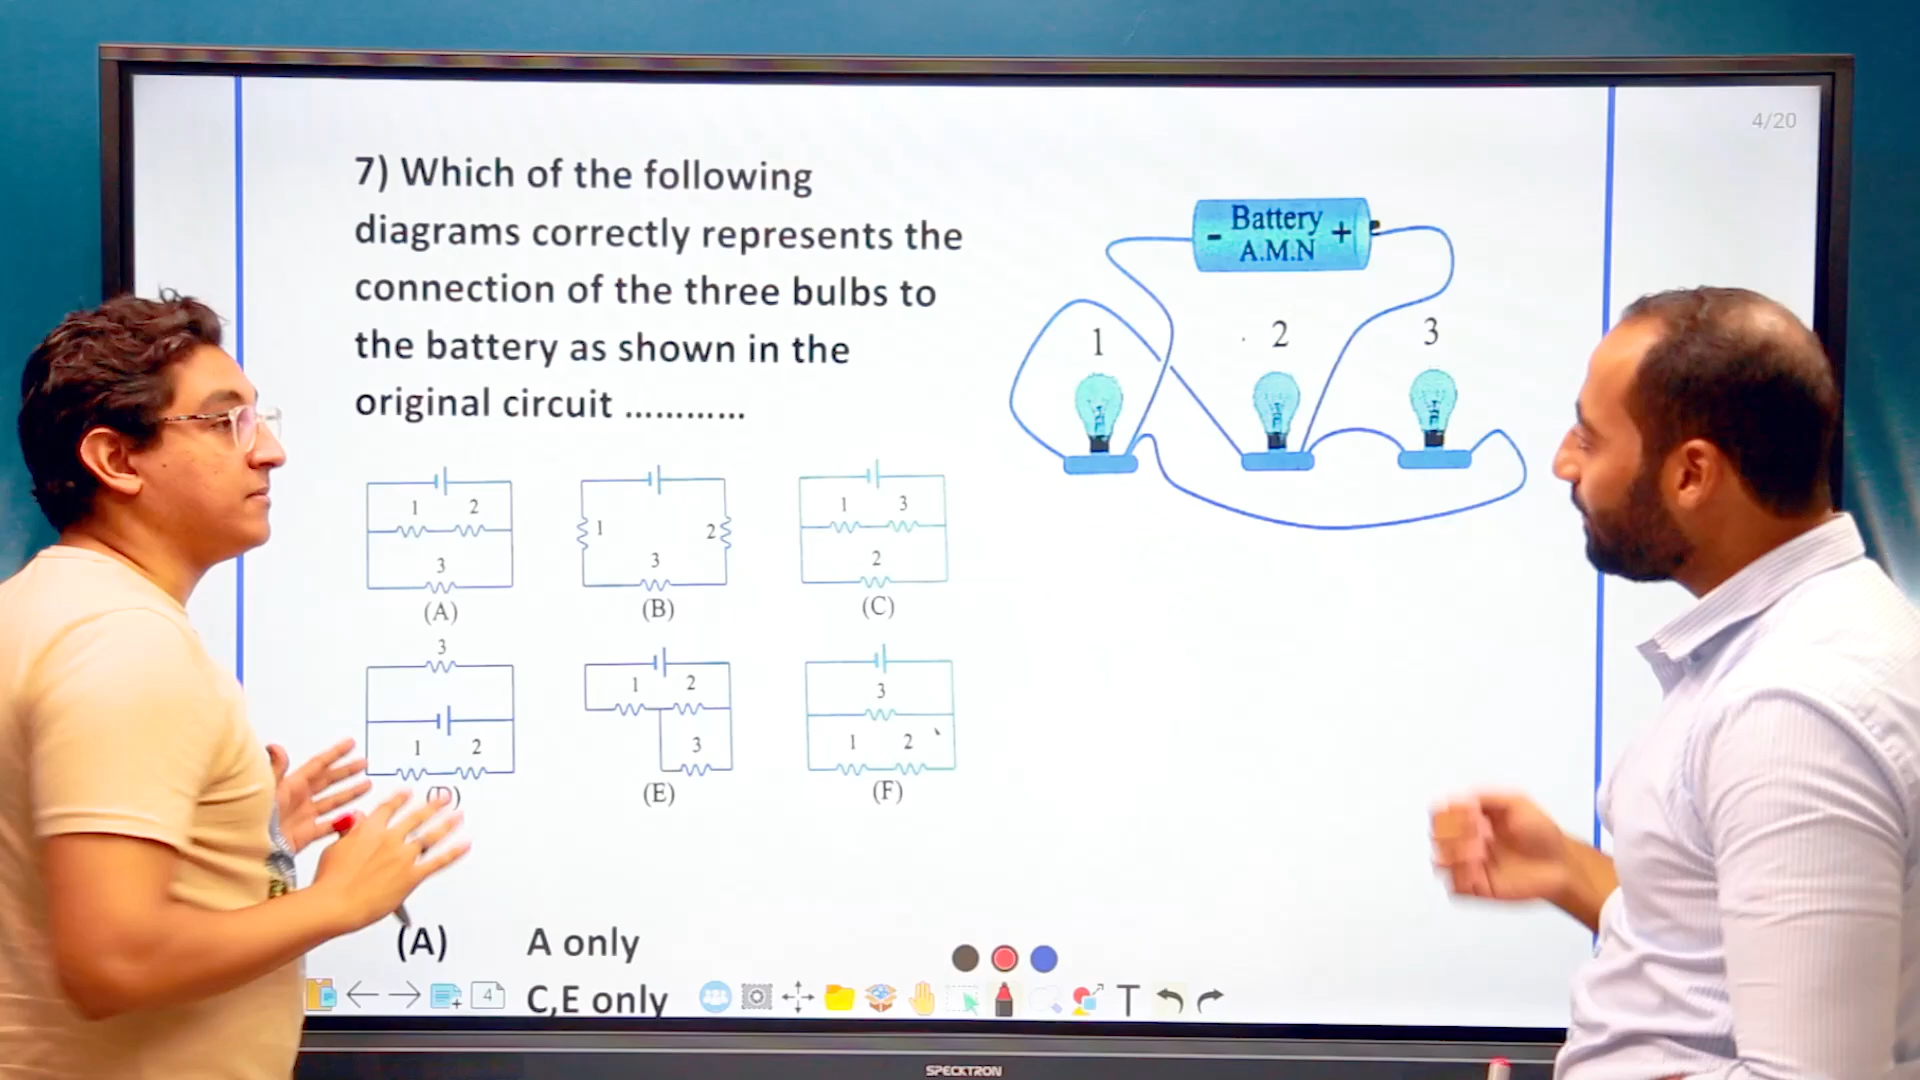 4/20
7) Which of the following
diagrams correctly represents the
connection of the three bulbs to
the battery as shown in the
original circuit ............
- Battery +
A.M.N
1 2 3
1 2
3
(A)
1 2
3
(B)
1 3
2
(C)
3
1 2
(D)
1 2
3
(E)
3
1 2
(F)
(A) A only
C,E only
4
T
SPECKTRON